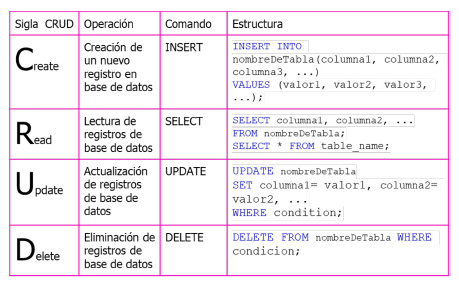 Sigla CRUD Operación Comando Estructura
Create
Creación de
un nuevo
registro en
base de datos
INSERT
INSERT INTO
nombreDeTabla(columna1, columna2,
columna3, ...)
VALUES (valor1, valor2, valor3,
...);
Read
Lectura de
registros de
base de datos
SELECT
SELECT columna1, columna2, ...
FROM nombreDeTabla;
SELECT * FROM table_name;
Update
Actualización
de registros
de base de
datos
UPDATE
UPDATE nombreDeTabla
SET columna1= valor1, columna2=
valor2, ...
WHERE condition;
Delete
Eliminación de
registros de
base de datos
DELETE
DELETE FROM nombreDeTabla WHERE
condicion;